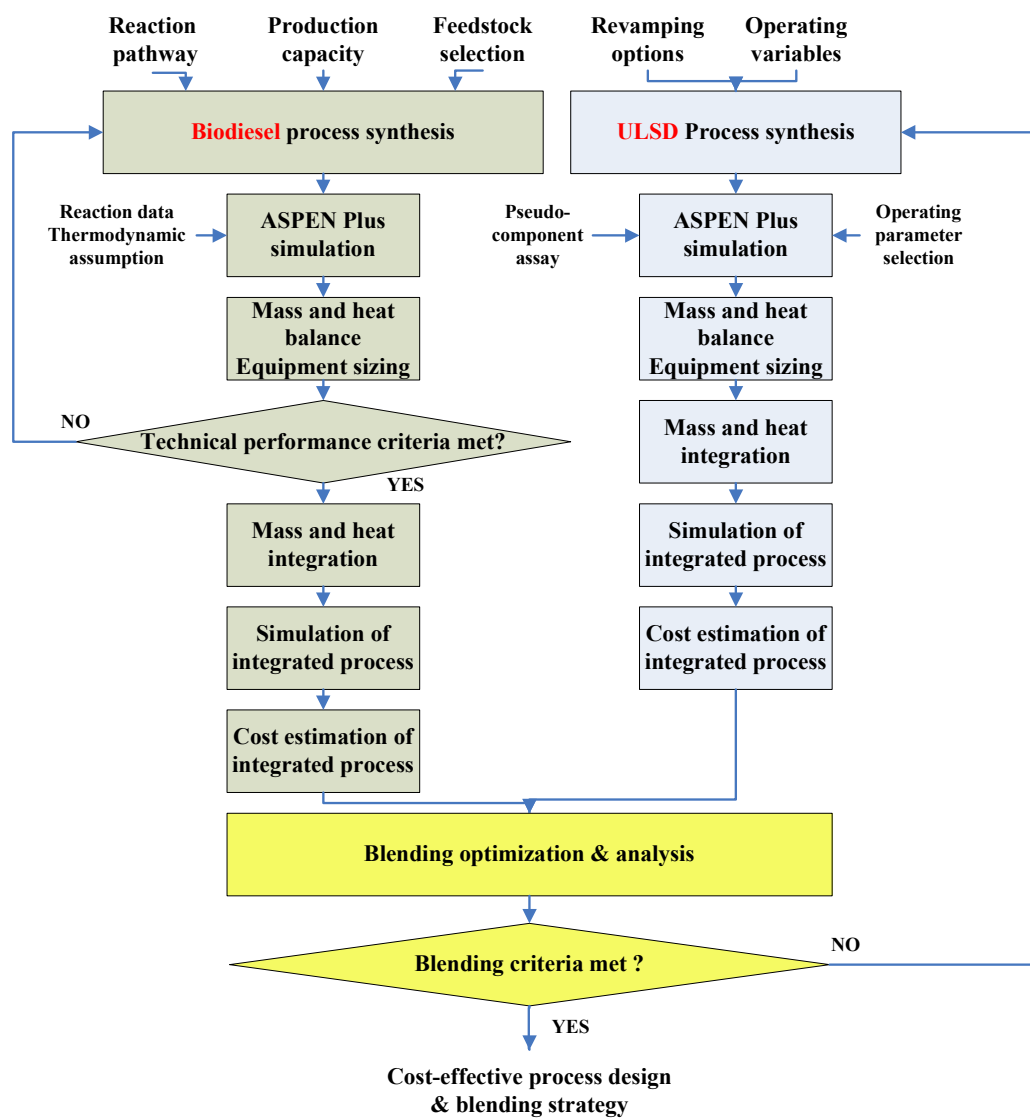 Reaction
pathway
Production
capacity
Feedstock
selection
Revamping
options
Operating
variables
Biodiesel process synthesis
ULSD Process synthesis
Reaction data
Thermodynamic
assumption
ASPEN Plus
simulation
Pseudo-
component
assay
ASPEN Plus
simulation
Operating
parameter
selection
Mass and heat
balance
Equipment sizing
Mass and heat
balance
Equipment sizing
NO
Technical performance criteria met?
YES
Mass and heat
integration
Mass and heat
integration
Simulation of
integrated process
Simulation of
integrated process
Cost estimation of
integrated process
Cost estimation of
integrated process
Blending optimization & analysis
Blending criteria met ?
NO
YES
Cost-effective process design
& blending strategy